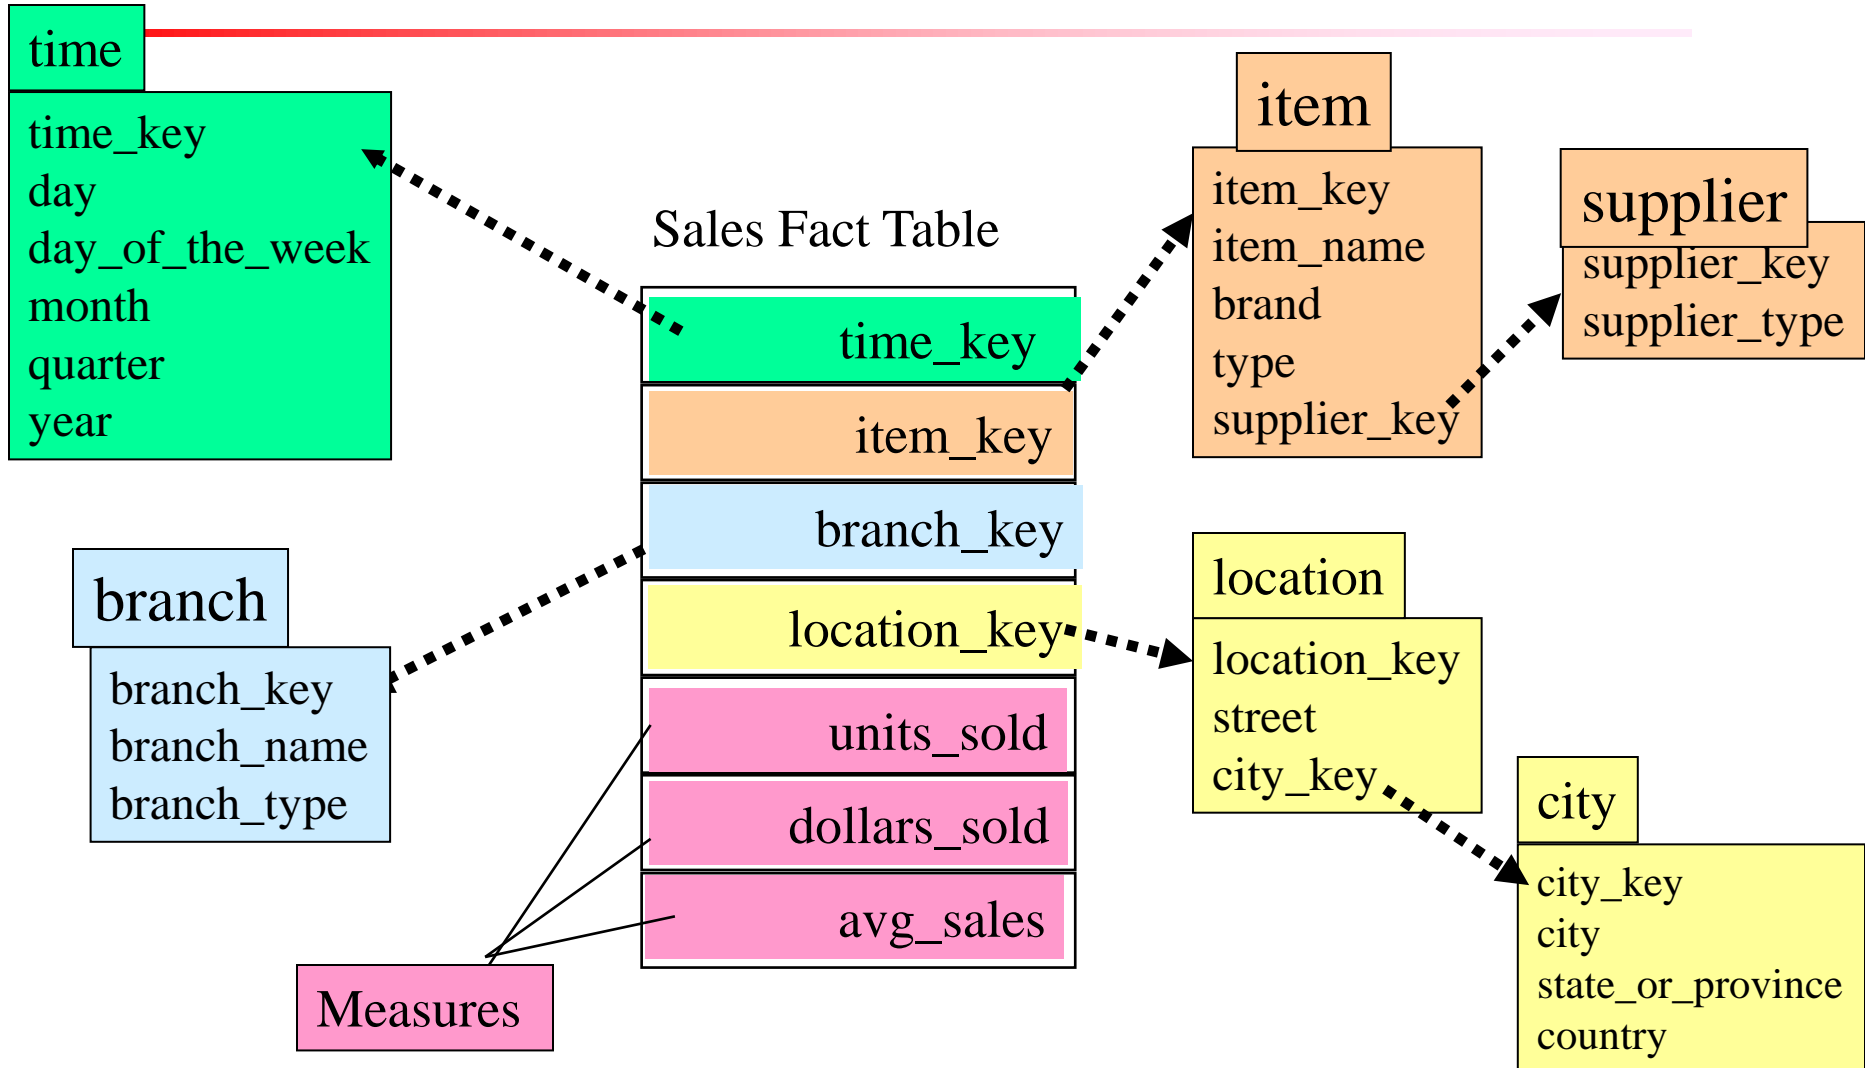 time
time_key
day
day_of_the_week
month
quarter
year
branch
branch_key
branch_name
branch_type
Sales Fact Table
time_key
item_key
branch_key
location_key
units_sold
dollars_sold
avg_sales
Measures
item
item_key
item_name
brand
type
supplier_key
supplier
supplier_key
supplier_type
location
location_key
street
city_key
city
city_key
city
state_or_province
country